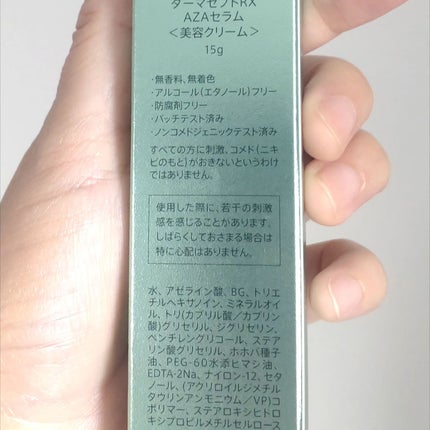 ダーマセプトRX
AZAセラム
＜美容クリーム＞
15g
・無香料、無着色
・アルコール（エタノール）フリー
・防腐剤フリー
・パッチテスト済み
・ノンコメドジェニックテスト済み
すべての方に刺激、コメド（ニキ
ビのもと）がおきないというわけ
ではありません。
使用した際に、若干の刺激
感を感じることがあります。
しばらくしておさまる場合は
特に心配はありません。
水、アゼライン酸、BG、トリエ
チルヘキサノイン、ミネラルオイ
ル、トリ（カプリル酸／カプリン
酸）グリセリル、ジグリセリン、
ペンチレングリコール、ステア
リン酸グリセリル、ホホバ種子
油、PEG-60水添ヒマシ油、
EDTA-2Na、ナイロン-12、セタ
ノール、（アクリロイルジメチル
タウリンアンモニウム／VP）コ
ポリマー、ステアロキシヒドロ
キシプロピルメチルセルロース